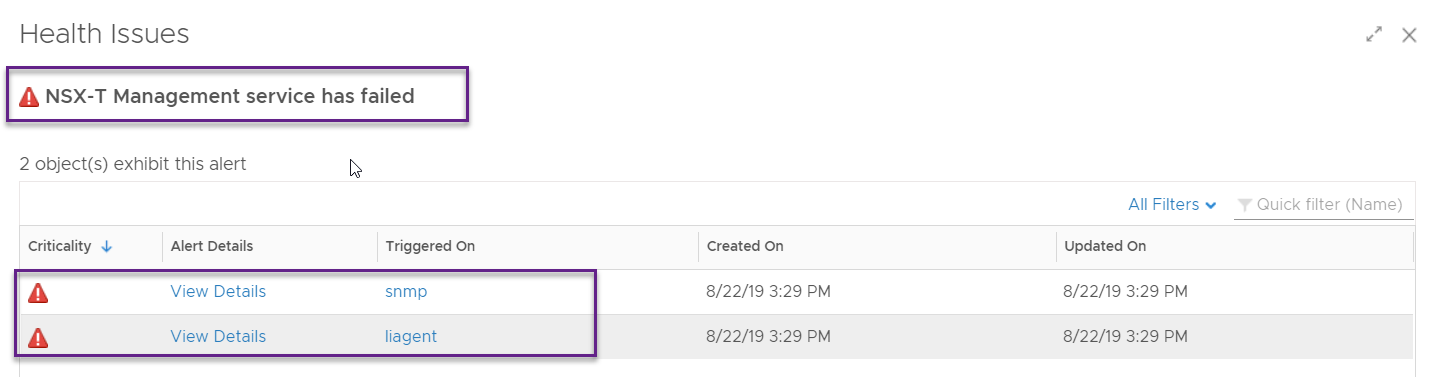 Health Issues
NSX-T Management service has failed
2 object(s) exhibit this alert
All Filters Quick filter (Name)
Criticality Alert Details Triggered On Created On Updated On
View Details snmp 8/22/19 3:29 PM 8/22/19 3:29 PM
View Details liagent 8/22/19 3:29 PM 8/22/19 3:29 PM